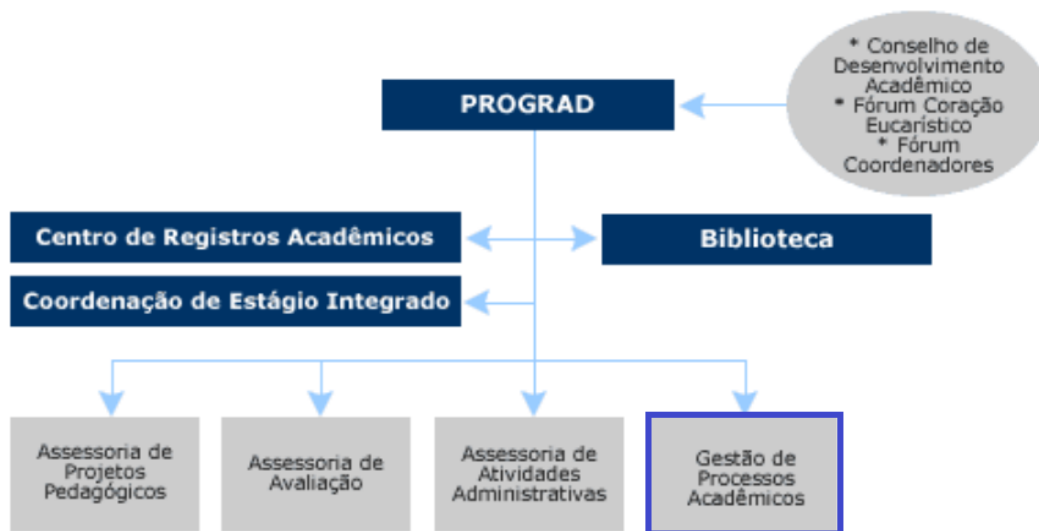 * Conselho de
Desenvolvimento
Acadêmico
* Fórum Coração
Eucarístico
* Fórum
Coordenadores
PROGRAD
Centro de Registros Acadêmicos
Biblioteca
Coordenação de Estágio Integrado
Assessoria de
Projetos
Pedagógicos
Assessoria de
Avaliação
Assessoria de
Atividades
Administrativas
Gestão de
Processos
Acadêmicos